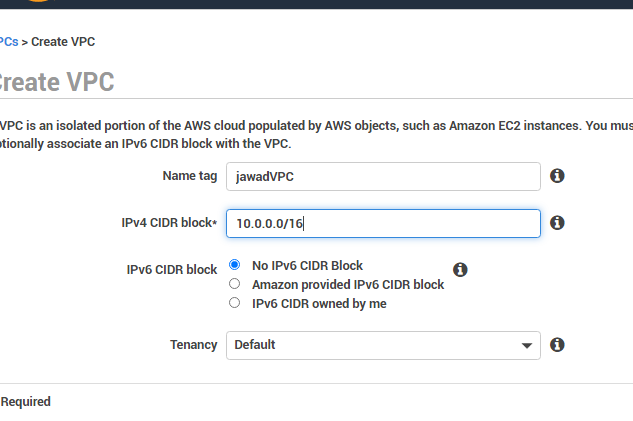 PCs > Create VPC
Create VPC
VPC is an isolated portion of the AWS cloud populated by AWS objects, such as Amazon EC2 instances. You mus
ptionally associate an IPv6 CIDR block with the VPC.
Name tag jawadVPC
IPv4 CIDR block* 10.0.0.0/16
IPv6 CIDR block No IPv6 CIDR Block
Amazon provided IPv6 CIDR block
IPv6 CIDR owned by me
Tenancy Default
Required